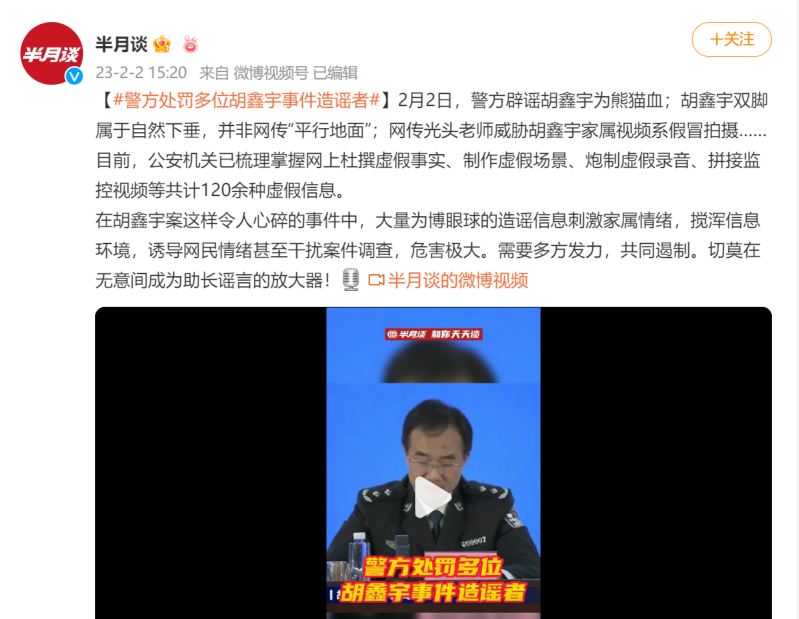 半月谈
半月谈
+关注
23-2-2 15:20 来自 微博视频号 已编辑
【#警方处罚多位胡鑫宇事件造谣者#】2月2日，警方辟谣胡鑫宇为熊猫血；胡鑫宇双脚
属于自然下垂，并非网传“平行地面”；网传光头老师威胁胡鑫宇家属视频系假冒拍摄......
目前，公安机关已梳理掌握网上杜撰虚假事实、制作虚假场景、炮制虚假录音、拼接监
控视频等共计120余种虚假信息。
在胡鑫宇案这样令人心碎的事件中，大量为博眼球的造谣信息刺激家属情绪，搅浑信息
环境，诱导网民情绪甚至干扰案件调查，危害极大。需要多方发力，共同遏制。切莫在
无意间成为助长谣言的放大器！ 半月谈的微博视频
半月谈 和你天天谈
000007
警方处罚多位
胡鑫宇事件造谣者